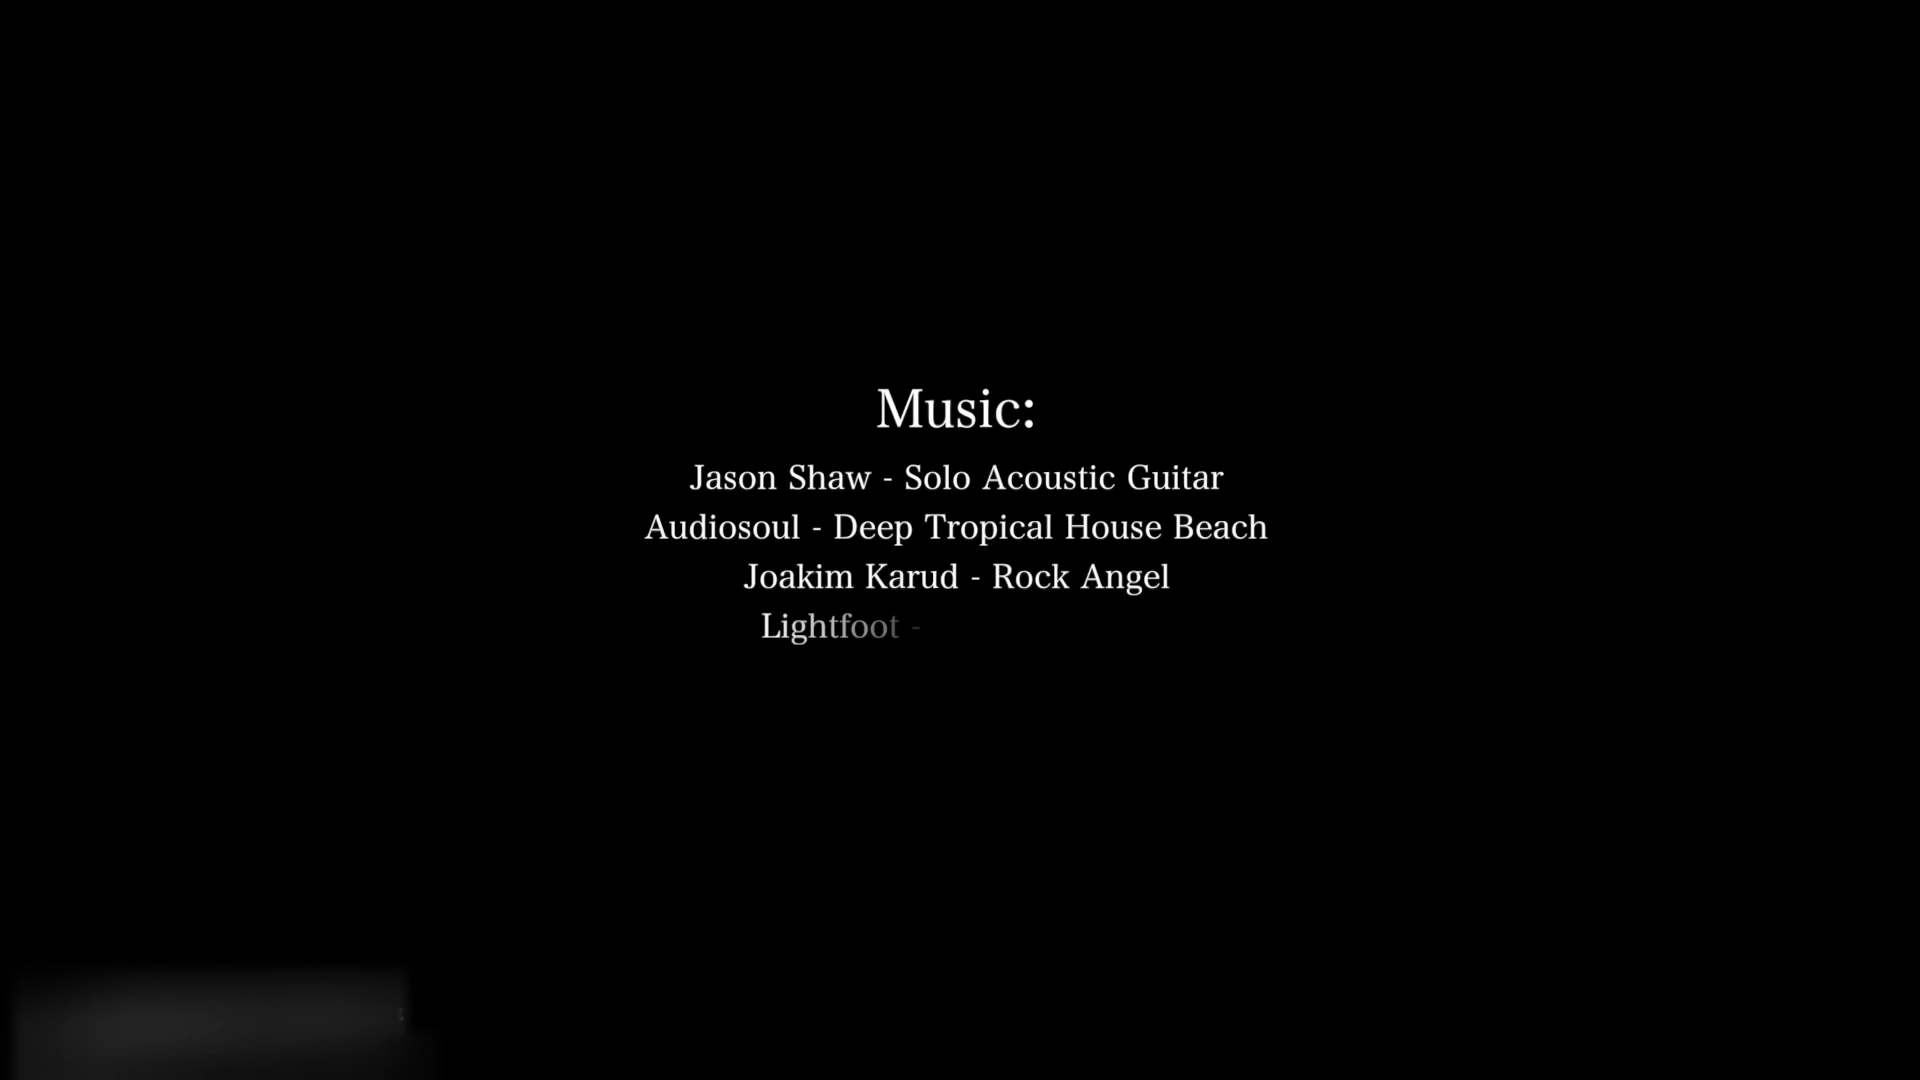 Music:
Jason Shaw - Solo Acoustic Guitar
Audiosoul - Deep Tropical House Beach
Joakim Karud - Rock Angel
Lightfoot -